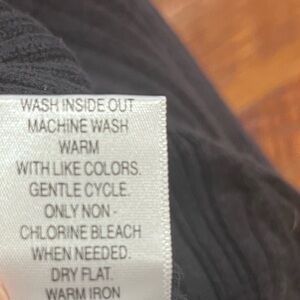 WASH INSIDE OUT
MACHINE WASH
WARM
WITH LIKE COLORS.
GENTLE CYCLE.
ONLY NON -
CHLORINE BLEACH
WHEN NEEDED.
DRY FLAT.
WARM IRON